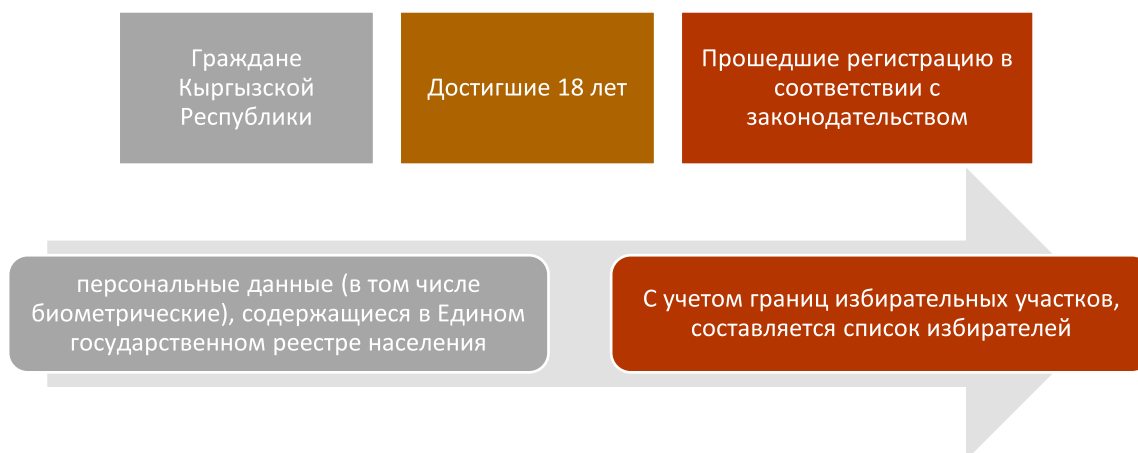 Граждане
Кыргызской
Республики
Достигшие 18 лет
Прошедшие регистрацию в
соответствии с
законодательством
персональные данные (в том числе
биометрические), содержащиеся в Едином
государственном реестре населения
С учетом границ избирательных участков,
составляется список избирателей